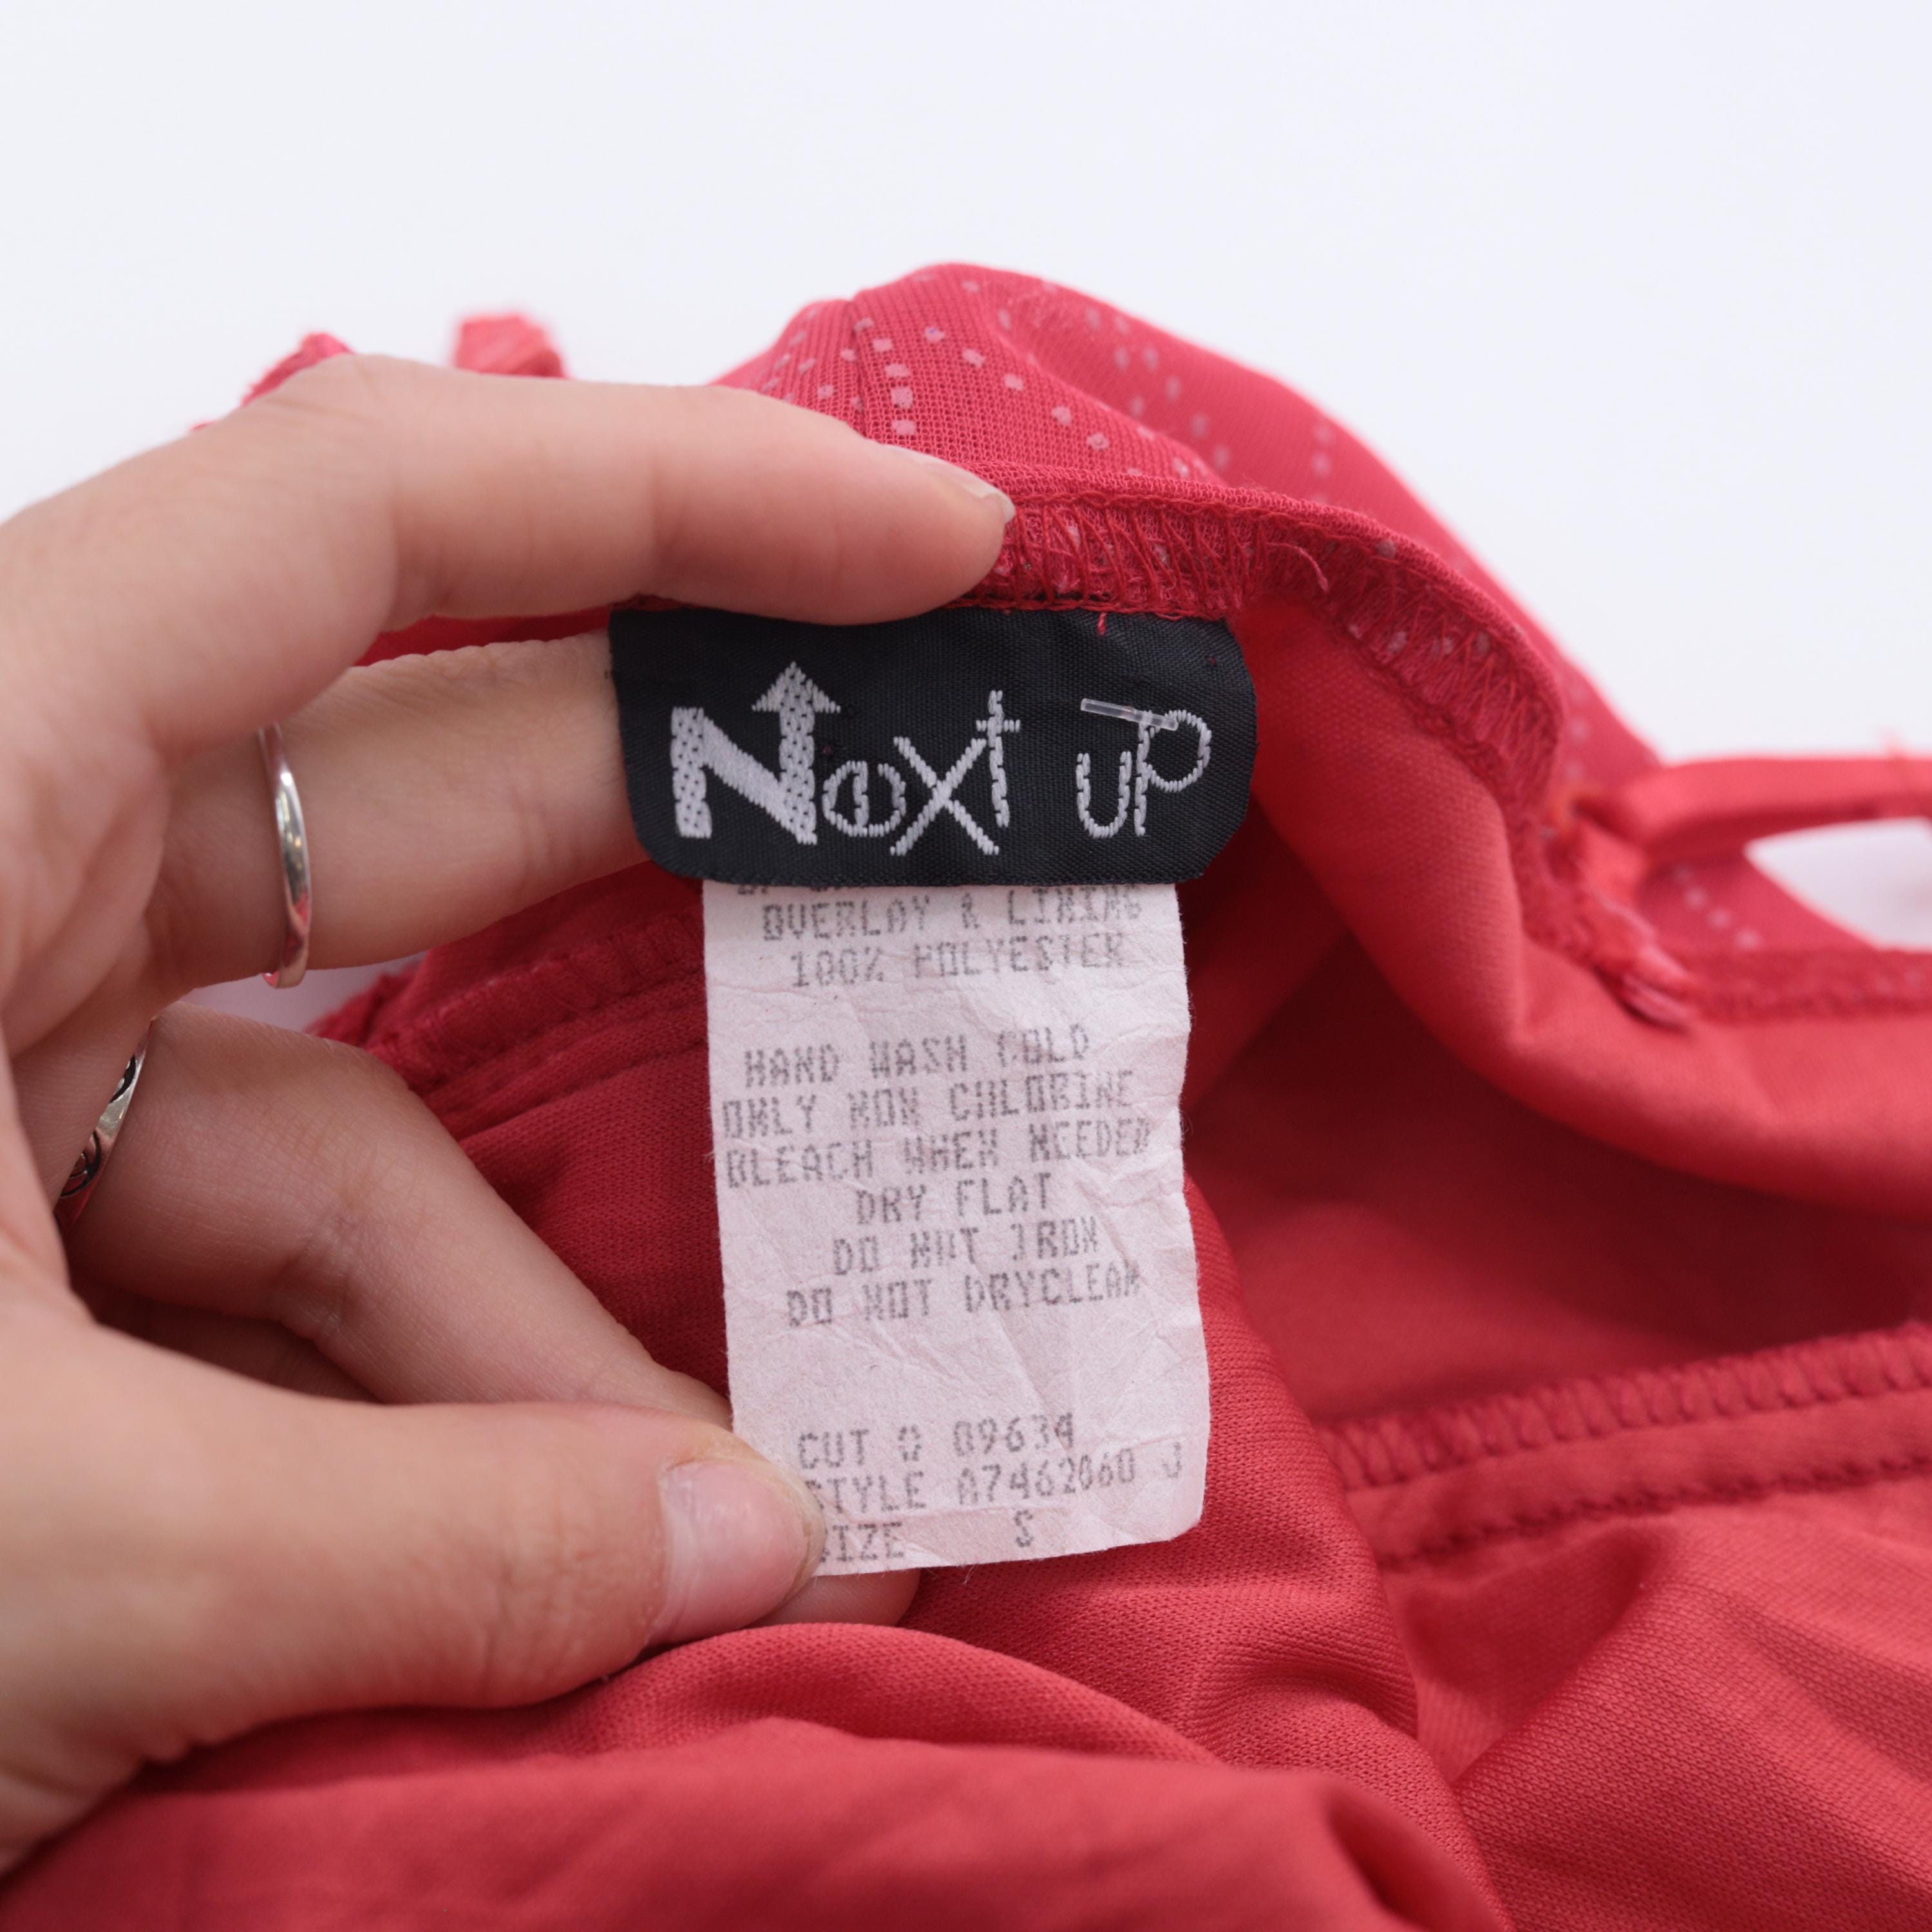 Next uP
OVERLAY & LINING
100% POLYESTER
HAND WASH COLD
ONLY NON CHLORINE
BLEACH WHEN NEEDED
DRY FLAT
DO NOT IRON
DO NOT DRYCLEAN
CUT # 09634
STYLE A7462060 J
SIZE S